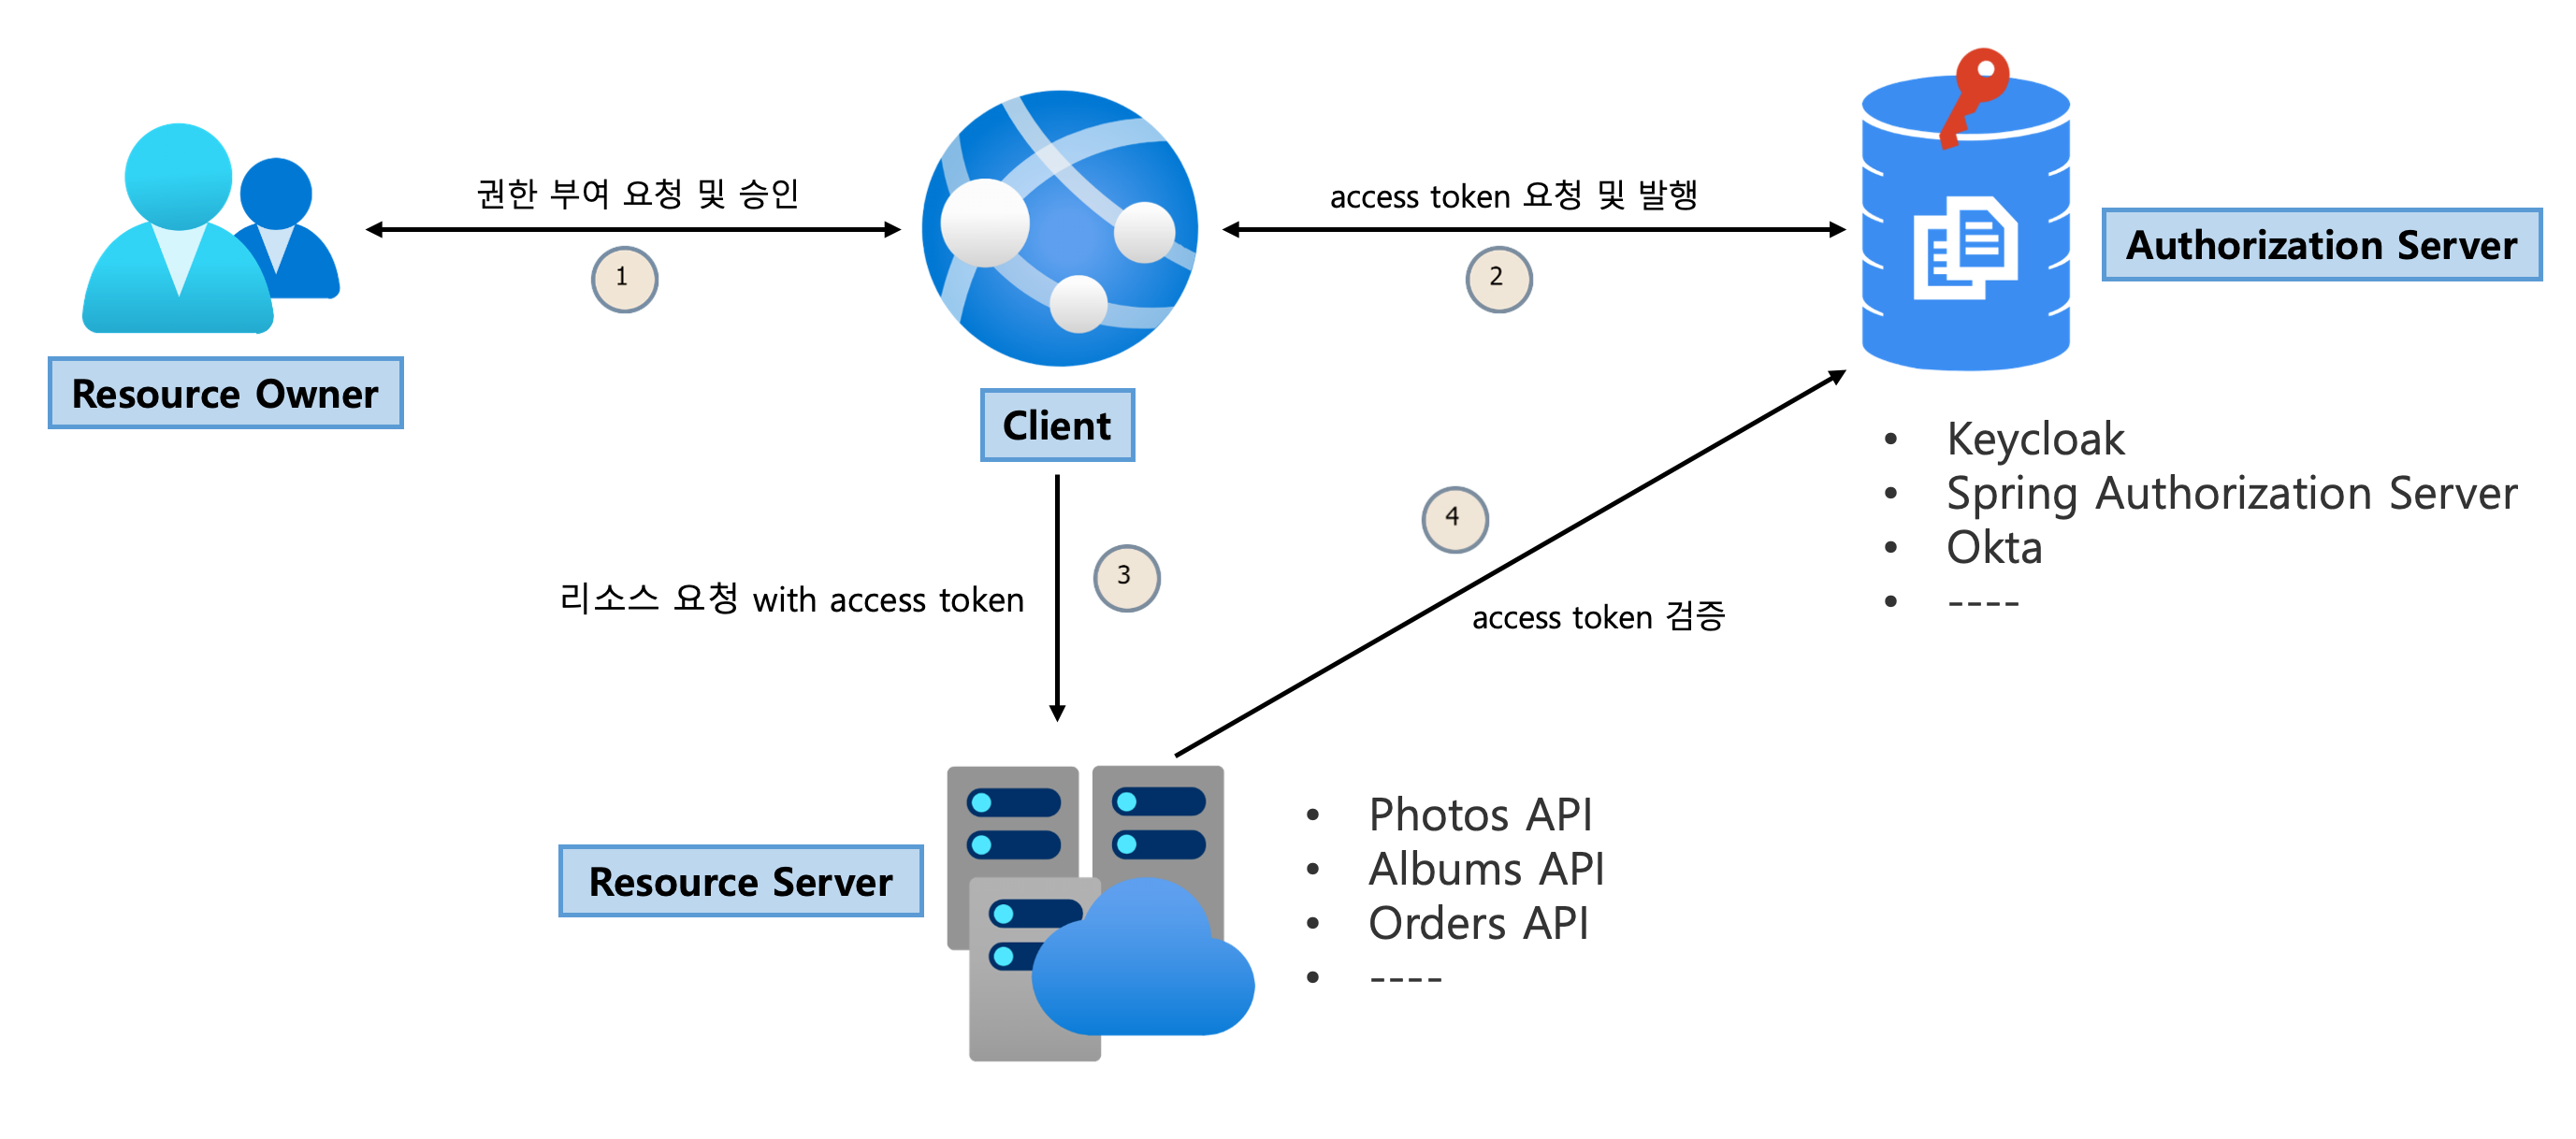 권한 부여 요청 및 승인
1
Resource Owner
Client
access token 요청 및 발행
2
Authorization Server
• Keycloak
• Spring Authorization Server
• Okta
• ----
리소스 요청 with access token
3
4
access token 검증
Resource Server
• Photos API
• Albums API
• Orders API
• ----